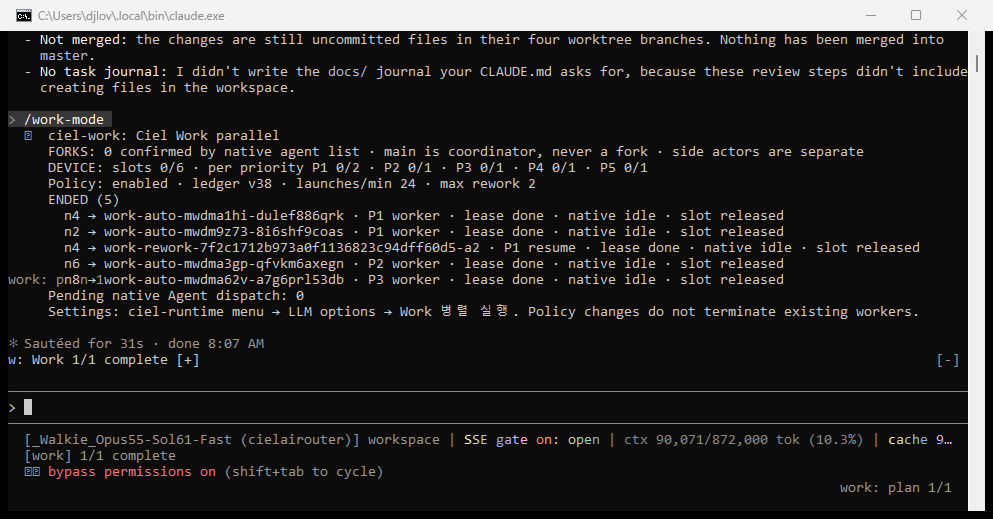 C:\Users\djlov\.local\bin\claude.exe
- Not merged: the changes are still uncommitted files in their four worktree branches. Nothing has been merged into
master.
- No task journal: I didn't write the docs/ journal your CLAUDE.md asks for, because these review steps didn't include
creating files in the workspace.
> /work-mode
ciel-work: Ciel Work parallel
FORKS: 0 confirmed by native agent list · main is coordinator, never a fork · side actors are separate
DEVICE: slots 0/6 · per priority P1 0/2 · P2 0/1 · P3 0/1 · P4 0/1 · P5 0/1
Policy: enabled · ledger v38 · launches/min 24 · max rework 2
ENDED (5)
n4 → work-auto-mwdma1hi-dulef886qrk · P1 worker · lease done · native idle · slot released
n2 → work-auto-mwdm9z73-8i6shf9coas · P1 worker · lease done · native idle · slot released
n4 → work-rework-7f2c1712b973a0f1136823c94dff60d5-a2 · P1 resume · lease done · native idle · slot released
n6 → work-auto-mwdma3gp-qfvkm6axegn · P2 worker · lease done · native idle · slot released
work: pn8n→1work-auto-mwdma62v-a7g6prl53db · P3 worker · lease done · native idle · slot released
Pending native Agent dispatch: 0
Settings: ciel-runtime menu → LLM options → Work 병렬 실행. Policy changes do not terminate existing workers.
✻ Sautéed for 31s · done 8:07 AM
w: Work 1/1 complete [+] [-]
>
[_Walkie_Opus55-Sol61-Fast (cielairouter)] workspace | SSE gate on: open | ctx 90,071/872,000 tok (10.3%) | cache 9…
[work] 1/1 complete
bypass permissions on (shift+tab to cycle)
work: plan 1/1